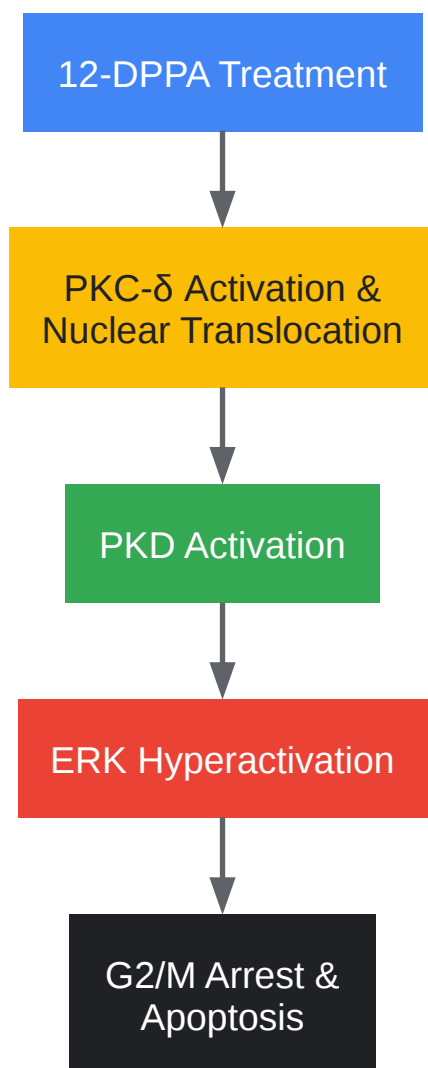 12-DPPA Treatment
PKC-δ Activation &
Nuclear Translocation
PKD Activation
ERK Hyperactivation
G2/M Arrest &
Apoptosis